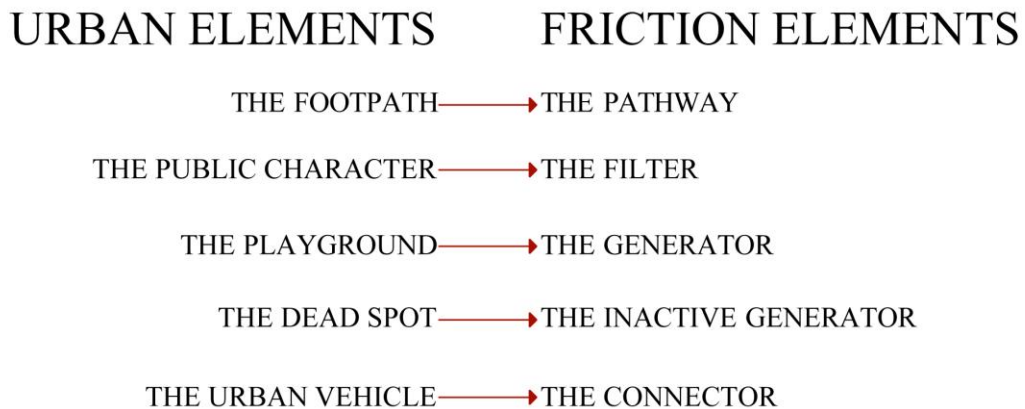 URBAN ELEMENTS FRICTION ELEMENTS
THE FOOTPATH THE PATHWAY
THE PUBLIC CHARACTER THE FILTER
THE PLAYGROUND THE GENERATOR
THE DEAD SPOT THE INACTIVE GENERATOR
THE URBAN VEHICLE THE CONNECTOR